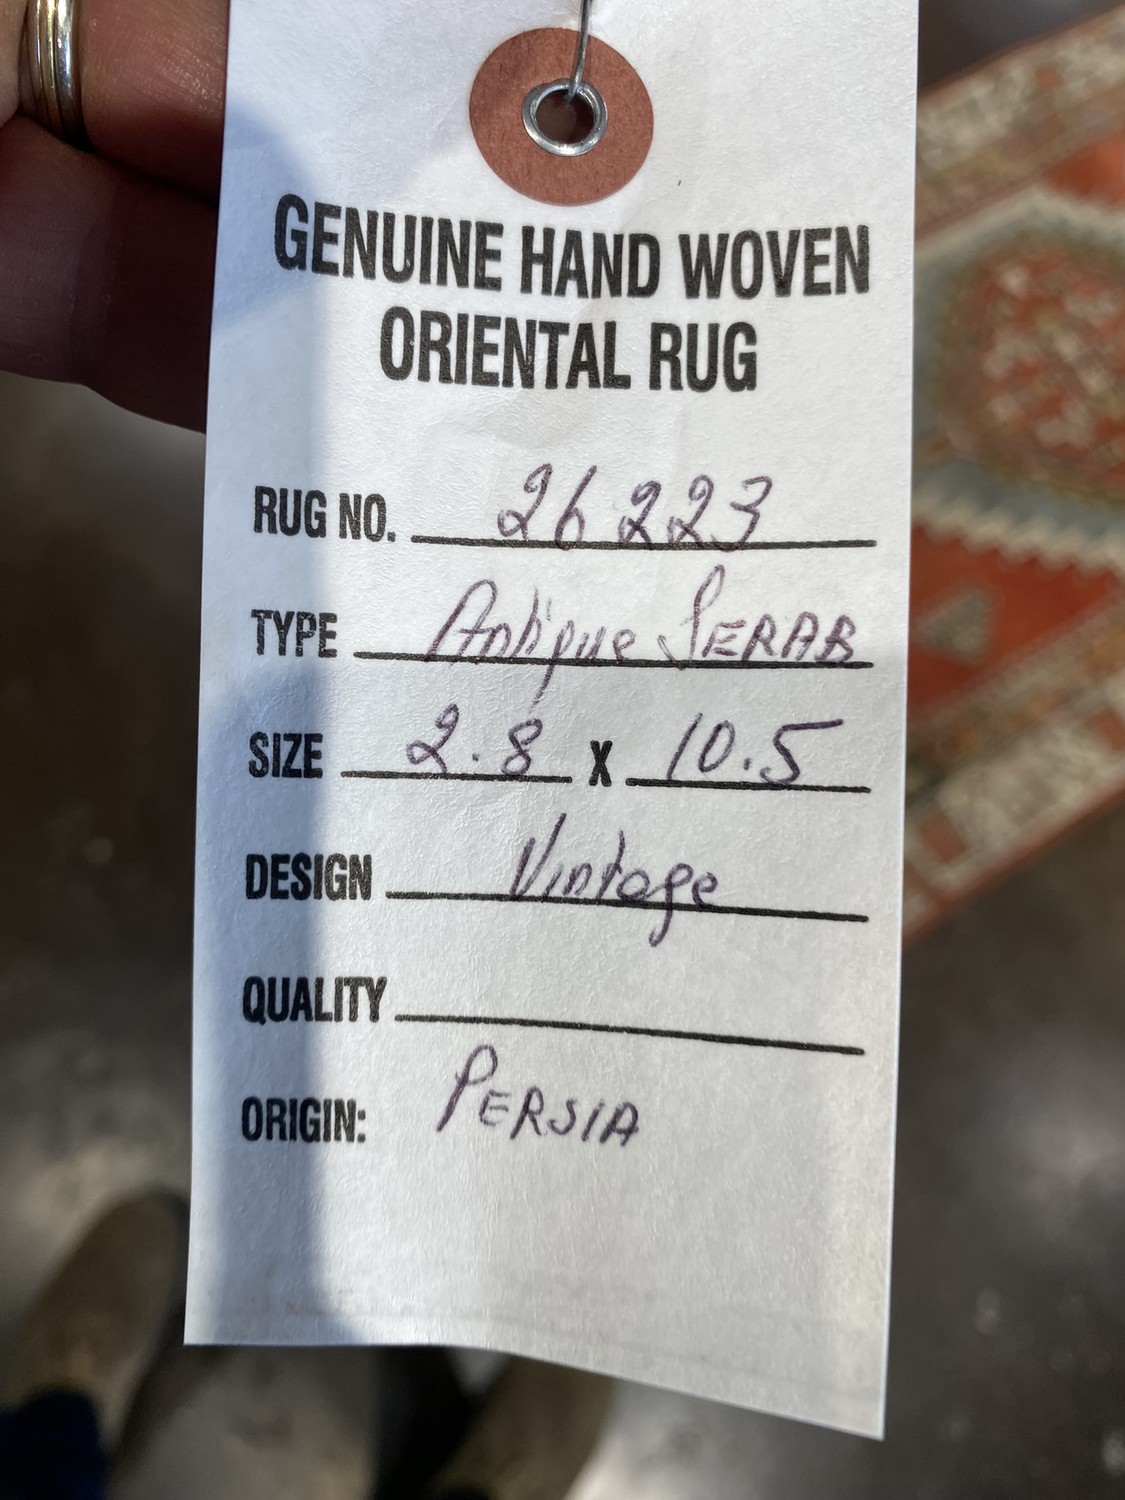 GENUINE HAND WOVEN
ORIENTAL RUG
RUG NO. 26223
TYPE Antique SERAB
SIZE 2.8 X 10.5
DESIGN Vintage
QUALITY
ORIGIN: PERSIA